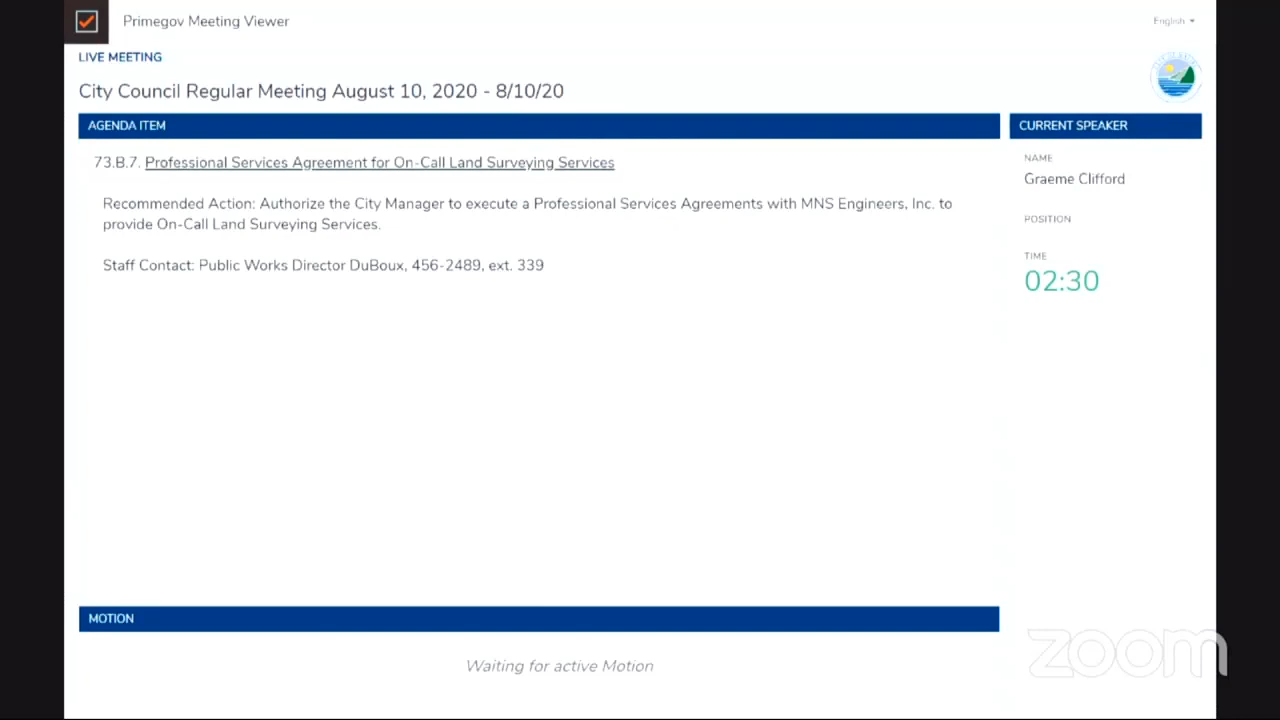 Primegov Meeting Viewer
English
LIVE MEETING
City Council Regular Meeting August 10, 2020 - 8/10/20
AGENDA ITEM
73.B.7. Professional Services Agreement for On-Call Land Surveying Services
Recommended Action: Authorize the City Manager to execute a Professional Services Agreements with MNS Engineers, Inc. to
provide On-Call Land Surveying Services.
Staff Contact: Public Works Director DuBoux, 456-2489, ext. 339
CURRENT SPEAKER
NAME
Graeme Clifford
POSITION
TIME
02:30
MOTION
Waiting for active Motion
zoom